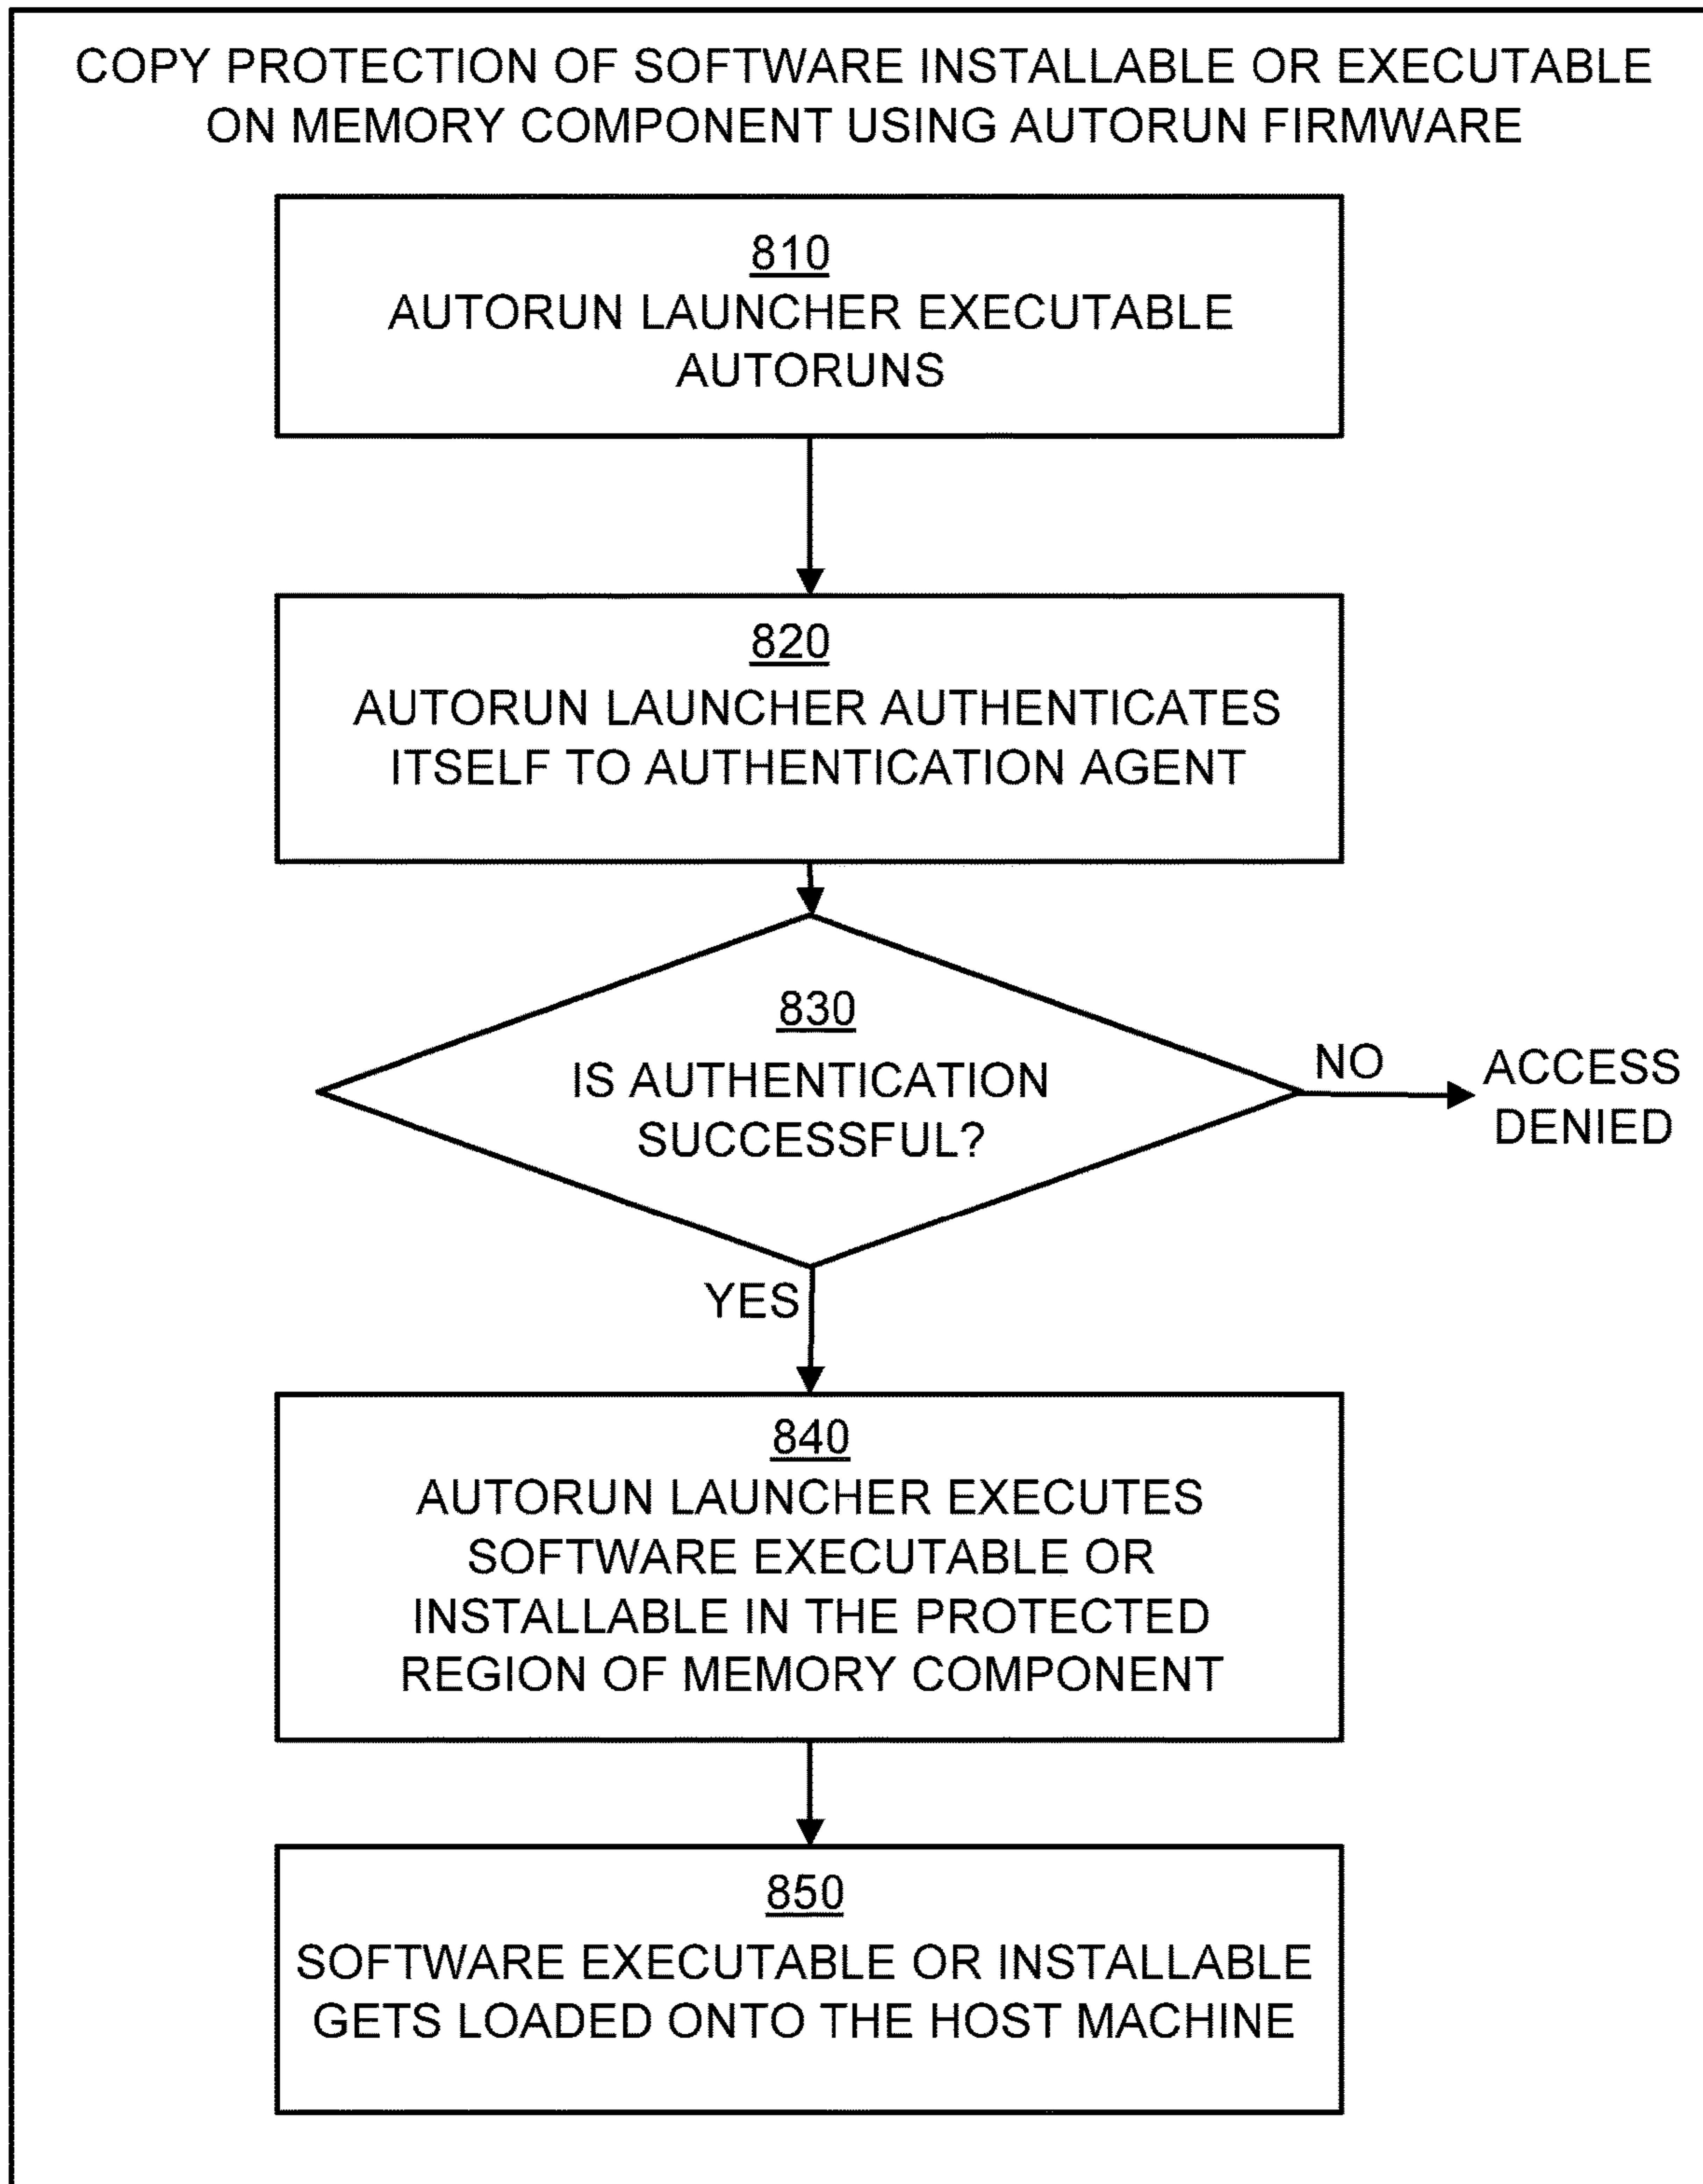 COPY PROTECTION OF SOFTWARE INSTALLABLE OR EXECUTABLE
ON MEMORY COMPONENT USING AUTORUN FIRMWARE
810
AUTORUN LAUNCHER EXECUTABLE
AUTORUNS
820
AUTORUN LAUNCHER AUTHENTICATES
ITSELF TO AUTHENTICATION AGENT
830
IS AUTHENTICATION
SUCCESSFUL?
NO
ACCESS
DENIED
YES
840
AUTORUN LAUNCHER EXECUTES
SOFTWARE EXECUTABLE OR
INSTALLABLE IN THE PROTECTED
REGION OF MEMORY COMPONENT
850
SOFTWARE EXECUTABLE OR INSTALLABLE
GETS LOADED ONTO THE HOST MACHINE